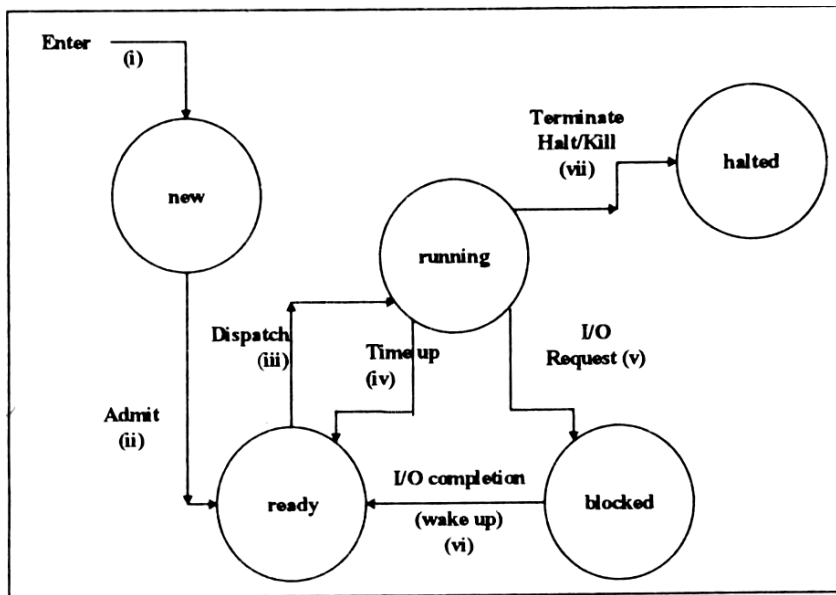 Enter
(i)
new
Admit
(ii)
Dispatch
(iii)
running
Time up
(iv)
Terminate
Halt/Kill
(vii)
halted
I/O
Request (v)
ready
I/O completion
(wake up)
(vi)
blocked